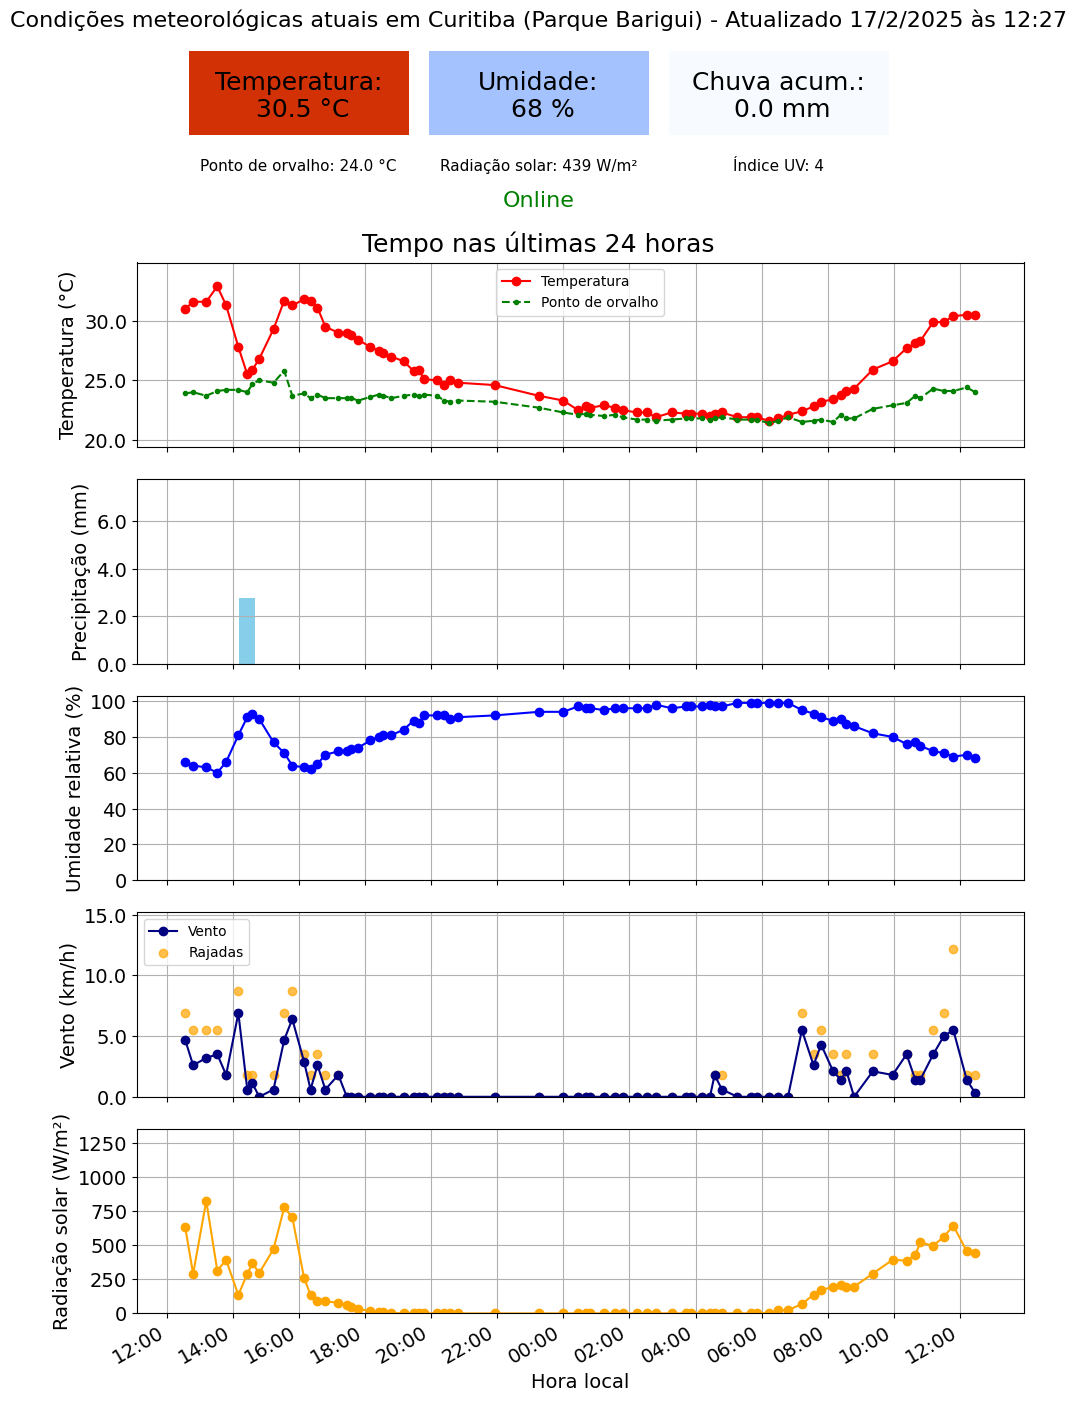 Condições meteorológicas atuais em Curitiba (Parque Barigui) - Atualizado 17/2/2025 às 12:27
Temperatura:
30.5 °C
Umidade:
68 %
Chuva acum.:
0.0 mm
Ponto de orvalho: 24.0 °C
Radiação solar: 439 W/m²
Índice UV: 4
Online
Tempo nas últimas 24 horas
Temperatura (°C)
30.0
25.0
20.0
Temperatura
Ponto de orvalho
Precipitação (mm)
6.0
4.0
2.0
0.0
Umidade relativa (%)
100
80
60
40
20
0
Vento (km/h)
15.0
10.0
5.0
0.0
Vento
Rajadas
Radiação solar (W/m²)
1250
1000
750
500
250
0
12:00
14:00
16:00
18:00
20:00
22:00
00:00
02:00
04:00
06:00
08:00
10:00
12:00
Hora local